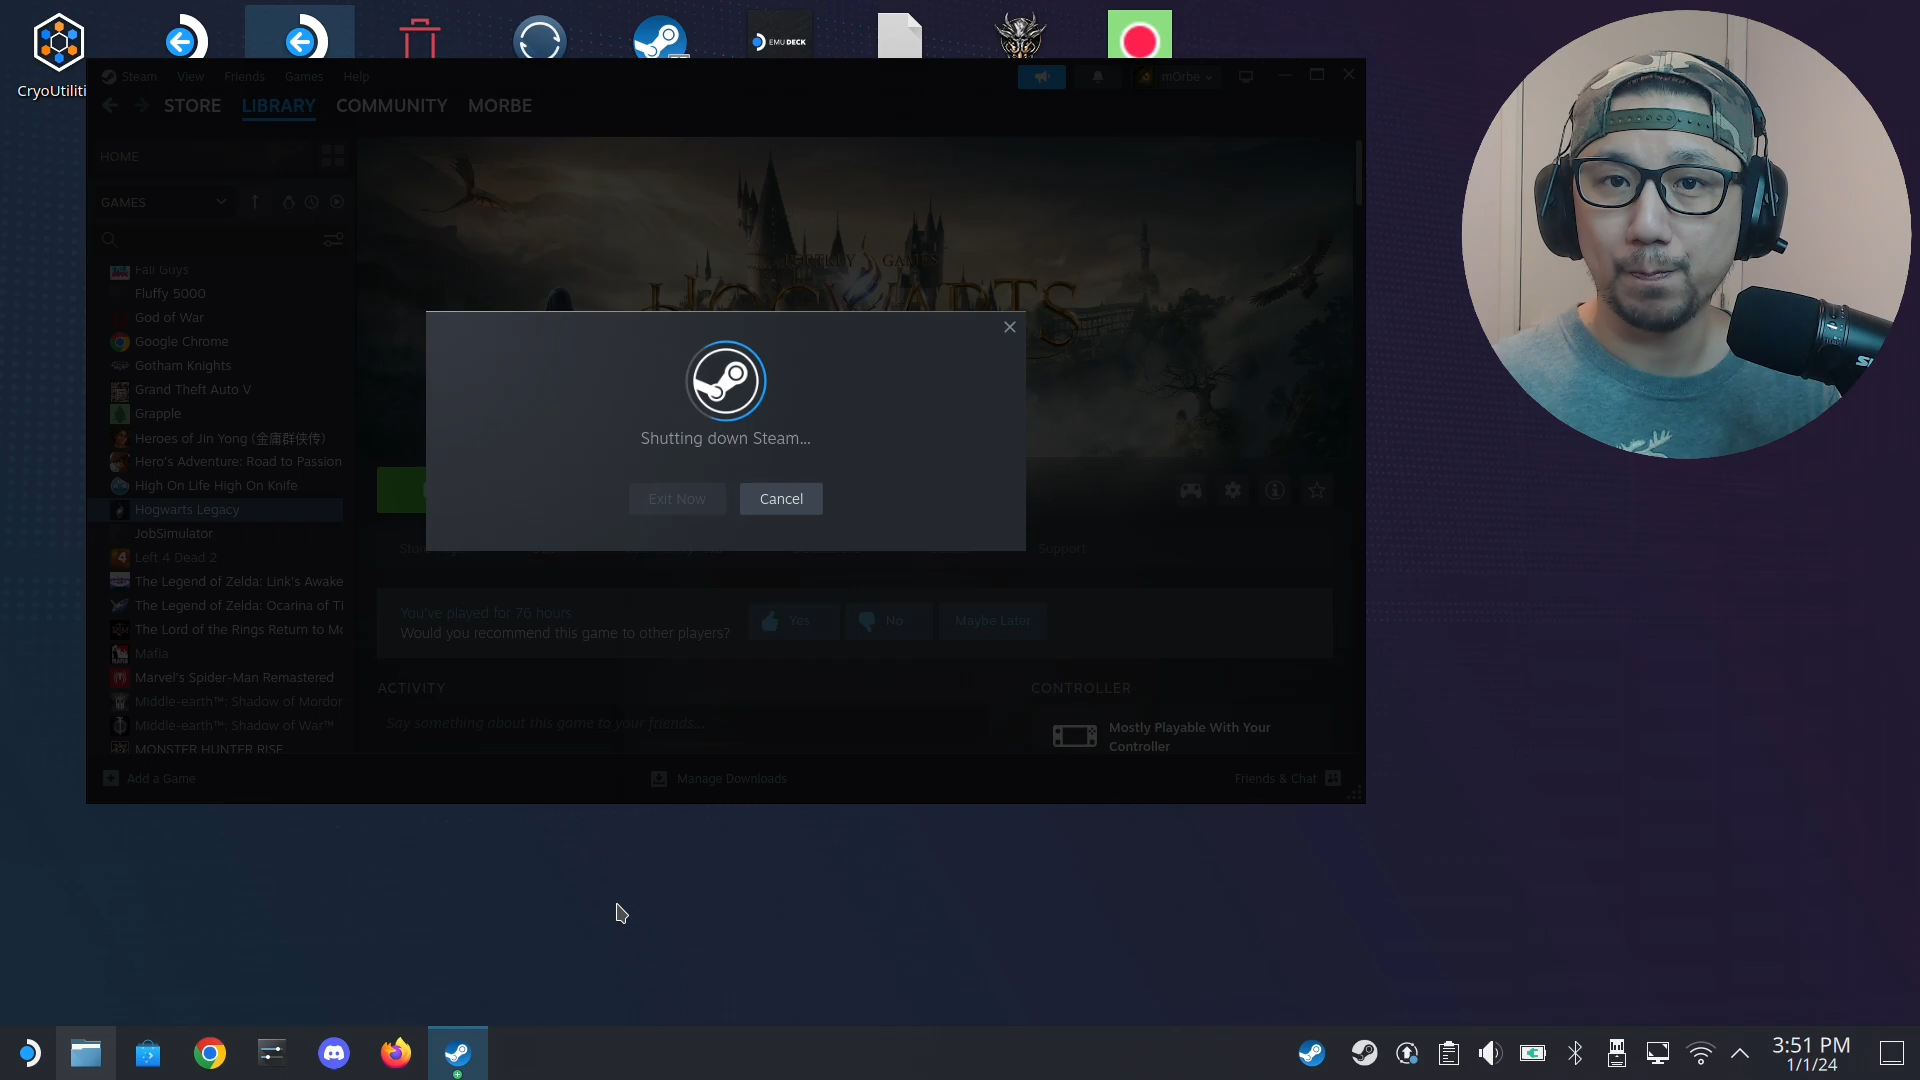 EMUDECK
CryoUtiliti
Steam View Friends Games Help
mOrbe
STORE LIBRARY COMMUNITY MORBE
HOME
GAMES
Fall Guys
Fluffy 5000
God of War
Google Chrome
Gotham Knights
Grand Theft Auto V
Grapple
Heroes of Jin Yong (金庸群侠传)
Hero's Adventure: Road to Passion
High On Life High On Knife
Hogwarts Legacy
JobSimulator
Left 4 Dead 2
The Legend of Zelda: Link's Awake
The Legend of Zelda: Ocarina of Ti
The Lord of the Rings Return to Mo
Mafia
Marvel's Spider-Man Remastered
Middle-earth™: Shadow of Mordor
Middle-earth™: Shadow of War™
MONSTER HUNTER RISE
GAMES
HOGWARTS
Shutting down Steam...
Exit Now Cancel
Support
You've played for 76 hours
Would you recommend this game to other players?
Yes No Maybe Later
ACTIVITY
Say something about this game to your friends...
CONTROLLER
Mostly Playable With Your
Controller
Add a Game
Manage Downloads
Friends & Chat
3:51 PM
1/1/24